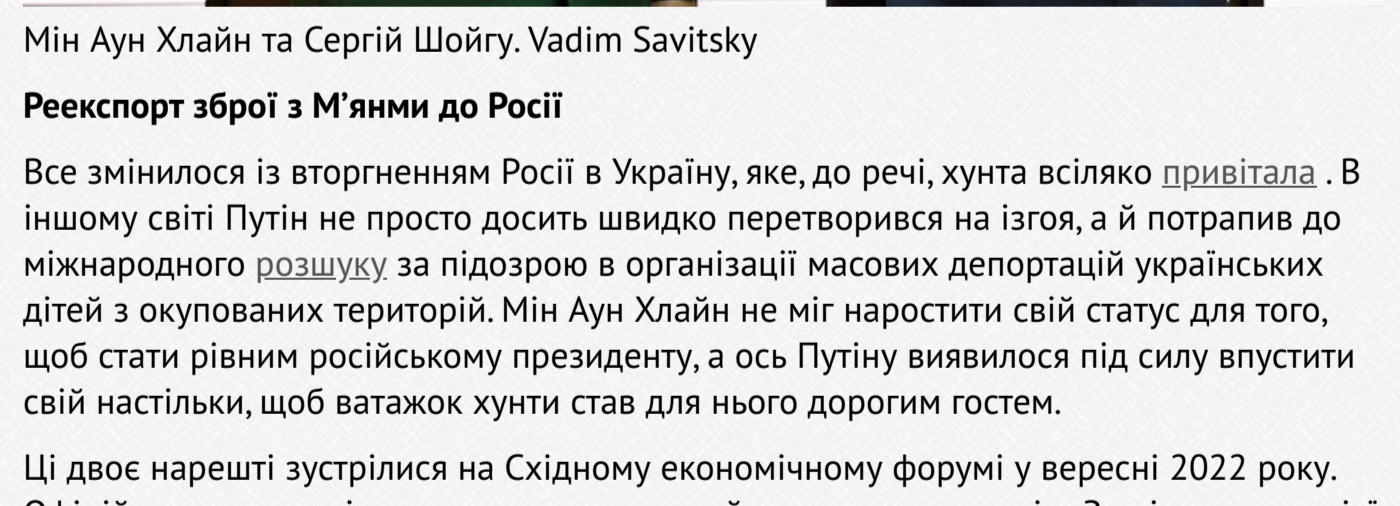 Мін Аун Хлайн та Сергій Шойгу. Vadim Savitsky
Реекспорт зброї з М’янми до Росії
Все змінилося із вторгненням Росії в Україну, яке, до речі, хунта всіляко привітала . В
іншому світі Путін не просто досить швидко перетворився на ізгоя, а й потрапив до
міжнародного розшуку за підозрою в організації масових депортацій українських
дітей з окупованих територій. Мін Аун Хлайн не міг наростити свій статус для того,
щоб стати рівним російському президенту, а ось Путіну виявилося під силу впустити
свій настільки, щоб ватажок хунти став для нього дорогим гостем.
Ці двоє нарешті зустрілися на Східному економічному форумі у вересні 2022 року.